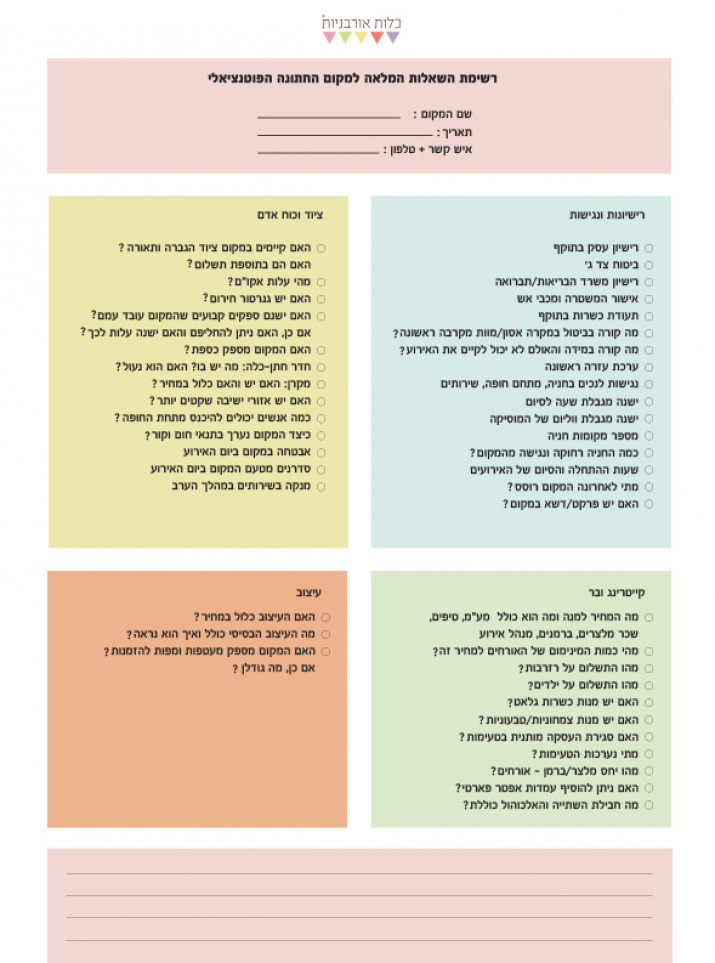 כלות אורבניות
רשימת השאלות המלאה למקום החתונה הפוטנציאלי
שם המקום :
תאריך :
איש קשר + טלפון :
רישיונות ונגישות
רישיון עסק בתוקף
ביטוח צד ג'
רישיון משרד הבריאות/תברואה
אישור המשטרה ומכבי אש
תעודת כשרות בתוקף
מה קורה בביטול במקרה אסון/מוות מקרבה ראשונה?
מה קורה במידה והאולם לא יכול לקיים את האירוע?
ערכת עזרה ראשונה
נגישות לנכים בחניה, מתחם חופה, שירותים
ישנה מגבלת שעה לסיום
ישנה מגבלת ווליום של המוסיקה
מספר מקומות חניה
כמה החניה רחוקה ונגישה מהמקום?
שעות ההתחלה והסיום של האירועים
מתי לאחרונה המקום רוסס?
האם יש פרקט/דשא במקום?
ציוד וכוח אדם
האם קיימים במקום ציוד הגברה ותאורה ?
האם הם בתוספת תשלום?
מהי עלות אקו"ם?
האם יש גנרטור חירום?
האם ישנם ספקים קבועים שהמקום עובד עמם?
אם כן, האם ניתן להחליפם והאם ישנה עלות לכך?
האם המקום מספק כספת?
חדר חתן-כלה: מה יש בו? האם הוא נעול?
מקרן: האם יש והאם כלול במחיר?
האם יש אזורי ישיבה שקטים יותר?
כמה אנשים יכולים להיכנס מתחת החופה?
כיצד המקום נערך בתנאי חום וקור?
אבטחה במקום ביום האירוע
סדרנים מטעם המקום ביום האירוע
מנקה בשירותים במהלך הערב
קייטרינג ובר
מה המחיר למנה ומה הוא כולל מע"מ, טיפים,
שכר מלצרים, ברמנים, מנהל אירוע
מהי כמות המינימום של האורחים למחיר זה?
מהו התשלום על רזרבות?
מהו התשלום על ילדים?
האם יש מנות כשרות גלאט?
האם יש מנות צמחוניות/טבעוניות?
האם סגירת העסקה מותנית בטעימות?
מתי נערכות הטעימות?
מהו יחס מלצר/ברמן - אורחים?
האם ניתן להוסיף עמדות אפטר פארטי?
מה חבילת השתייה והאלכוהול כוללת?
עיצוב
האם העיצוב כלול במחיר?
מה העיצוב הבסיסי כולל ואיך הוא נראה?
האם המקום מספק מעטפות ומפות להזמנות?
אם כן, מה גודלן ?